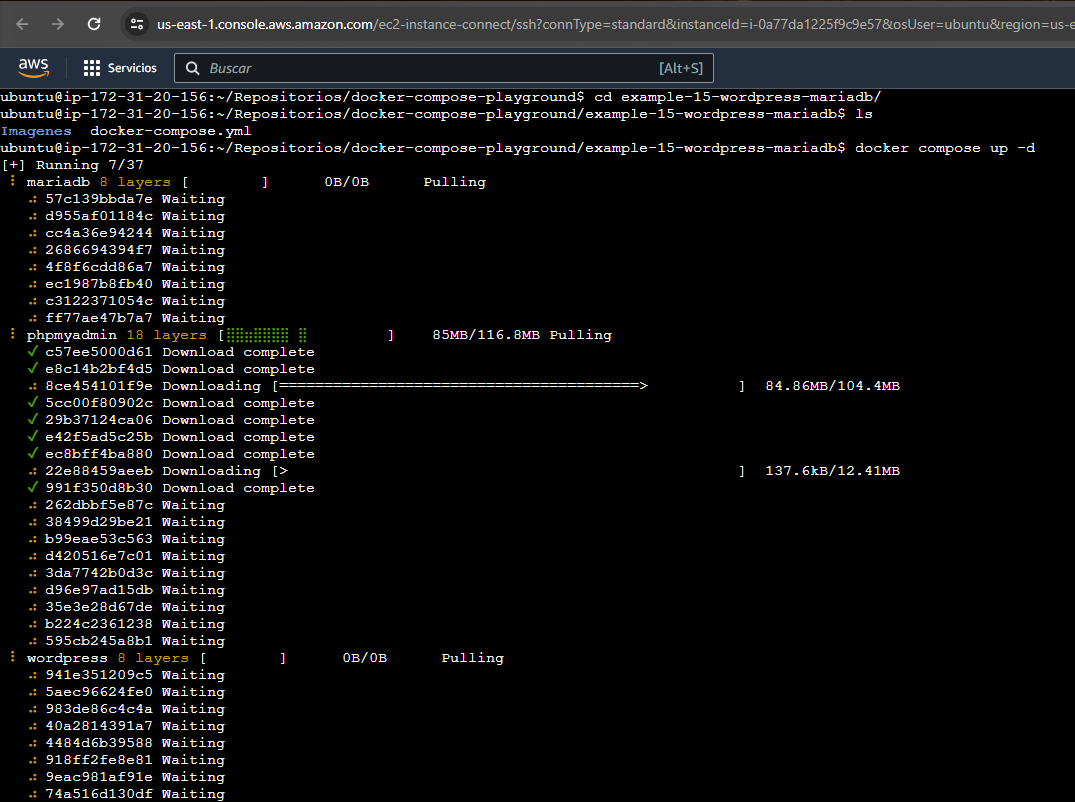 us-east-1.console.aws.amazon.com/ec2-instance-connect/ssh?connType=standard&instanceId=i-0a77da1225f9c9e57&osUser=ubuntu&region=us-e
aws Servicios Buscar [Alt+S]
ubuntu@ip-172-31-20-156:~/Repositorios/docker-compose-playground$ cd example-15-wordpress-mariadb/
ubuntu@ip-172-31-20-156:~/Repositorios/docker-compose-playground/example-15-wordpress-mariadb$ ls
Imagenes  docker-compose.yml
ubuntu@ip-172-31-20-156:~/Repositorios/docker-compose-playground/example-15-wordpress-mariadb$ docker compose up -d
[+] Running 7/37
mariadb 8 layers [ ] 0B/0B Pulling
57c139bbda7e Waiting
d955af01184c Waiting
cc4a36e94244 Waiting
2686694394f7 Waiting
4f8f6cdd86a7 Waiting
ec1987b8fb40 Waiting
c3122371054c Waiting
ff77ae47b7a7 Waiting
phpmyadmin 18 layers [⣿⣿⣶⣿⣿⣿⣿ ⣿ ] 85MB/116.8MB Pulling
✓ c57ee5000d61 Download complete
✓ e8c14b2bf4d5 Download complete
8ce454101f9e Downloading [========================================> ] 84.86MB/104.4MB
✓ 5cc00f80902c Download complete
✓ 29b37124ca06 Download complete
✓ e42f5ad5c25b Download complete
✓ ec8bff4ba880 Download complete
22e88459aeeb Downloading [> ] 137.6kB/12.41MB
✓ 991f350d8b30 Download complete
262dbbf5e87c Waiting
38499d29be21 Waiting
b99eae53c563 Waiting
d420516e7c01 Waiting
3da7742b0d3c Waiting
d96e97ad15db Waiting
35e3e28d67de Waiting
b224c2361238 Waiting
595cb245a8b1 Waiting
wordpress 8 layers [ ] 0B/0B Pulling
941e351209c5 Waiting
5aec96624fe0 Waiting
983de86c4c4a Waiting
40a2814391a7 Waiting
4484d6b39588 Waiting
918ff2fe8e81 Waiting
9eac981af91e Waiting
74a516d130df Waiting